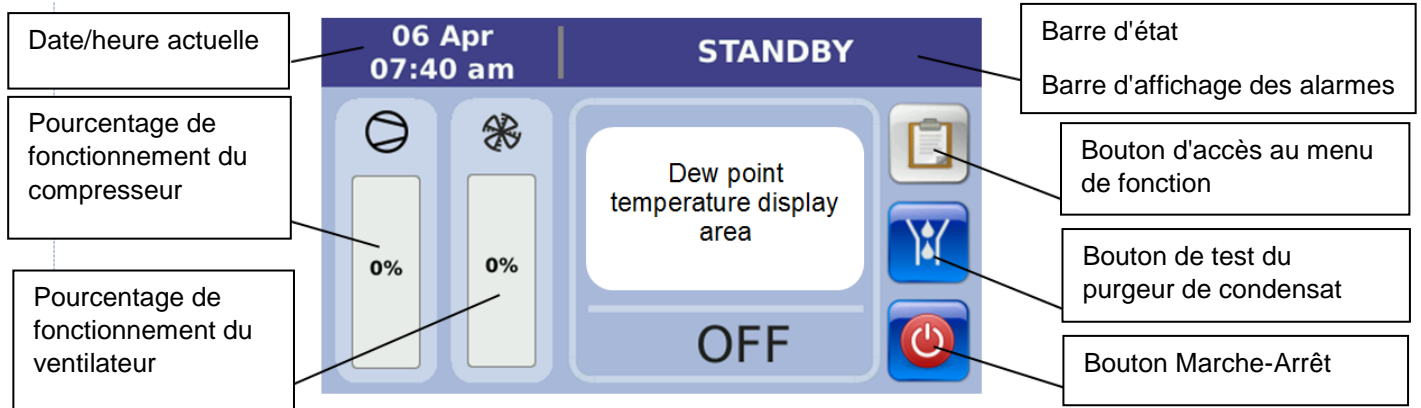 Date/heure actuelle
Pourcentage de
fonctionnement du
compresseur
Pourcentage de
fonctionnement du
ventilateur
06 Apr
07:40 am
STANDBY
0%
0%
Dew point
temperature display
area
OFF
Barre d'état
Barre d'affichage des alarmes
Bouton d'accès au menu
de fonction
Bouton de test du
purgeur de condensat
Bouton Marche-Arrêt